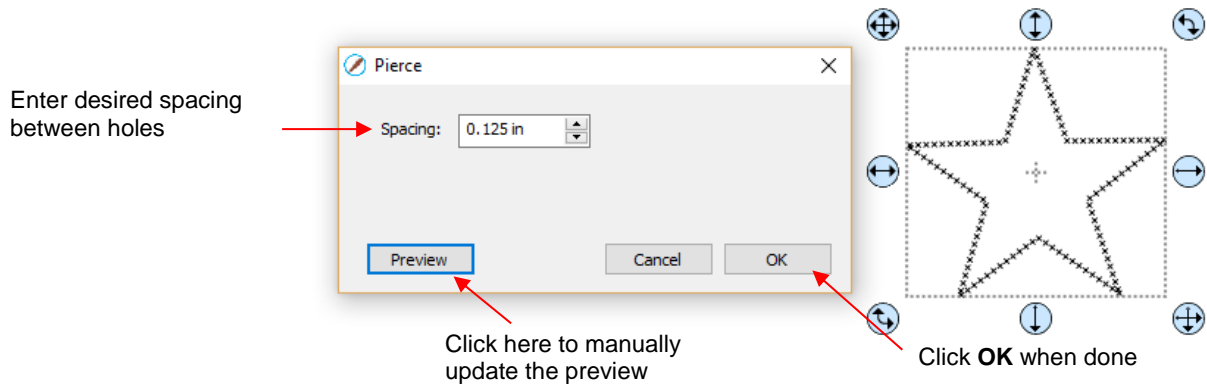 Pierce
Enter desired spacing
between holes
Spacing: 0.125 in
Preview Cancel OK
Click here to manually
update the preview
Click OK when done